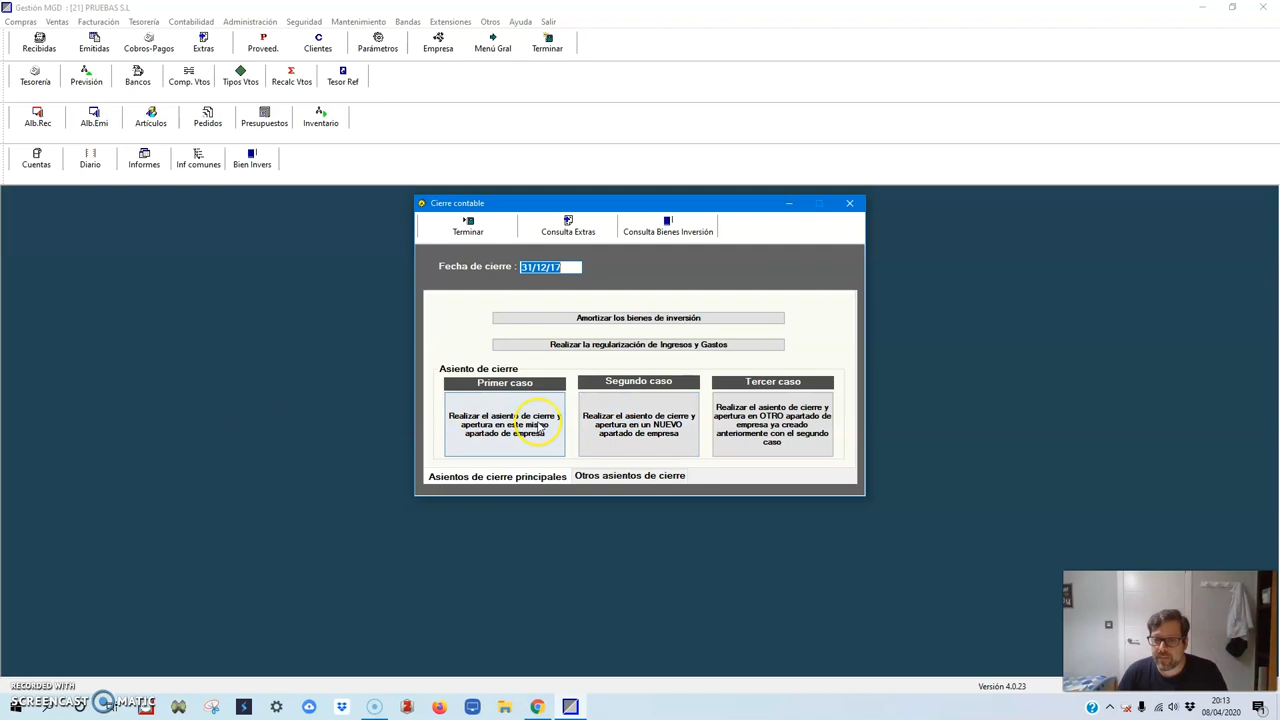 Gestión MGD : [21] PRUEBAS S.L
Compras Ventas Facturación Tesorería Contabilidad Administración Seguridad Mantenimiento Bandas Extensiones Otros Ayuda Salir
Recibidas Emitidas Cobros-Pagos Extras Proveed. Clientes Parámetros Empresa Menú Gral Terminar
Tesorería Previsión Bancos Comp. Vtos Tipos Vtos Recalc Vtos Tesor Ref
Alb.Rec Alb.Emi Artículos Pedidos Presupuestos Inventario
Cuentas Diario Informes Inf comunes Bien Invers
Cierre contable
Terminar Consulta Extras Consulta Bienes Inversión
Fecha de cierre : 31/12/17
Amortizar los bienes de inversión
Realizar la regularización de Ingresos y Gastos
Asiento de cierre
Primer caso
Realizar el asiento de cierre y
apertura en este mismo
apartado de empresa
Segundo caso
Realizar el asiento de cierre y
apertura en un NUEVO
apartado de empresa
Tercer caso
Realizar el asiento de cierre y
apertura en OTRO apartado de
empresa ya creado
anteriormente con el segundo
caso
Asientos de cierre principales Otros asientos de cierre
Versión 4.0.23
RECORDED WITH
SCREENCAST MATIC
20:13
08/04/2020